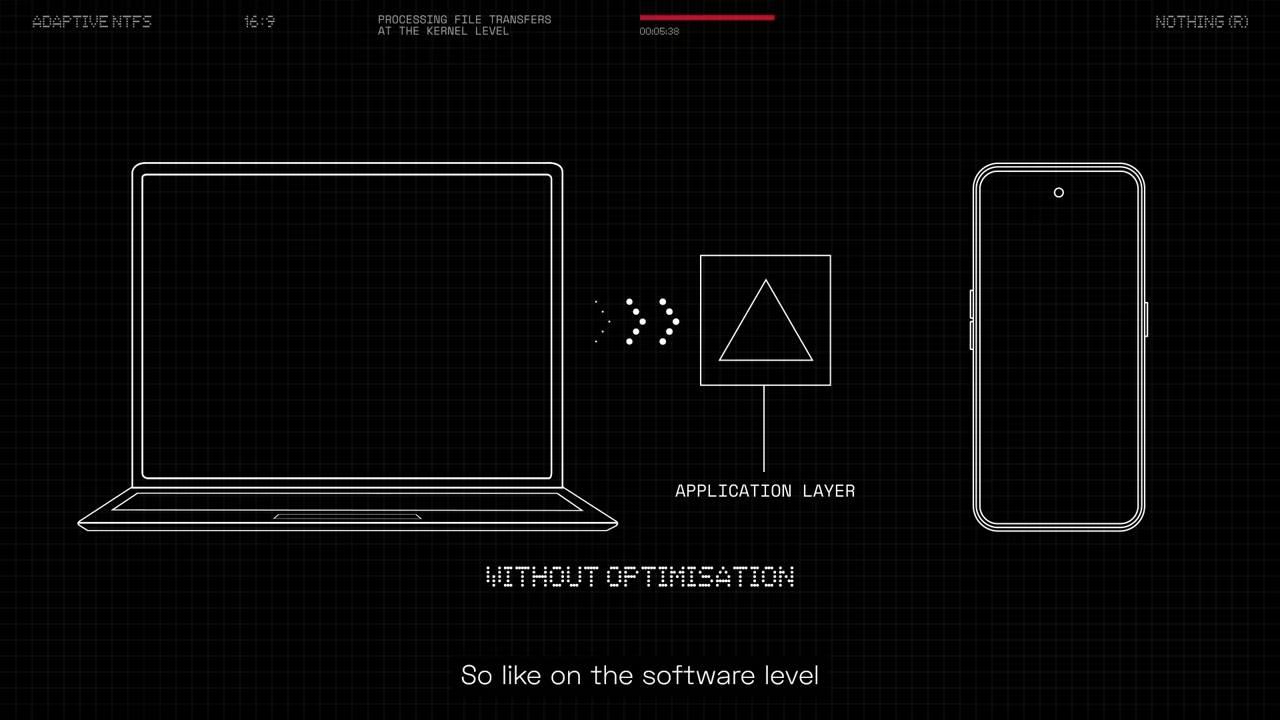 ADAPTIVE NTFS
16:9
PROCESSING FILE TRANSFERS
AT THE KERNEL LEVEL
00:05:38
NOTHING (R)
APPLICATION LAYER
WITHOUT OPTIMISATION
So like on the software level